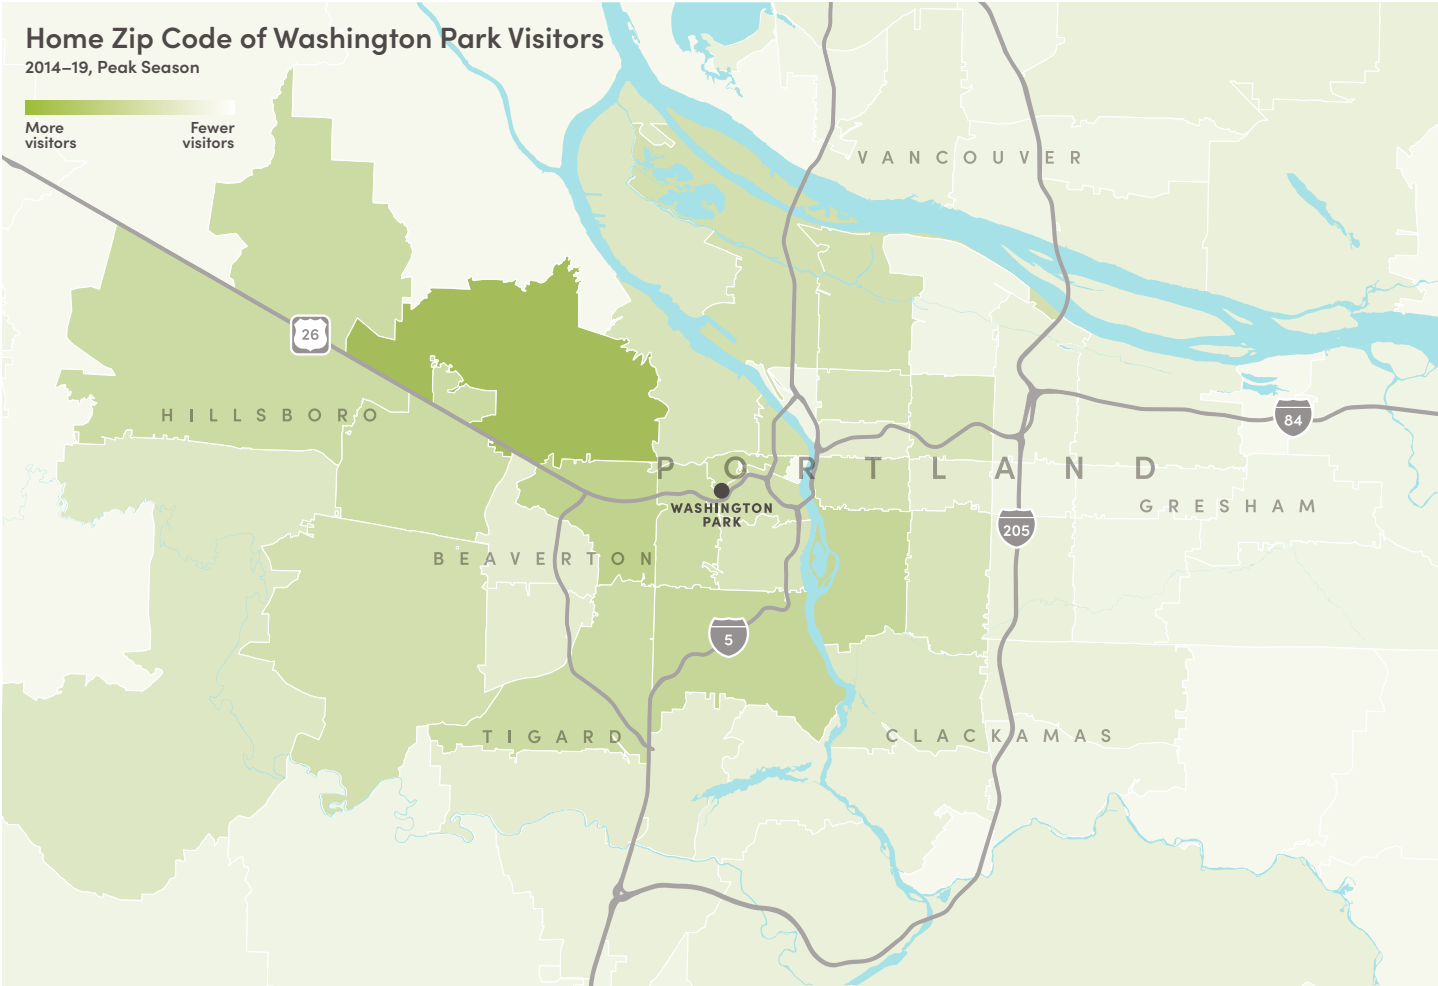 Home Zip Code of Washington Park Visitors
2014–19, Peak Season
More visitors
Fewer visitors
VANCOUVER
26
HILLSBORO
84
PORTLAND
WASHINGTON PARK
GRESHAM
205
BEAVERTON
5
TIGARD
CLACKAMAS